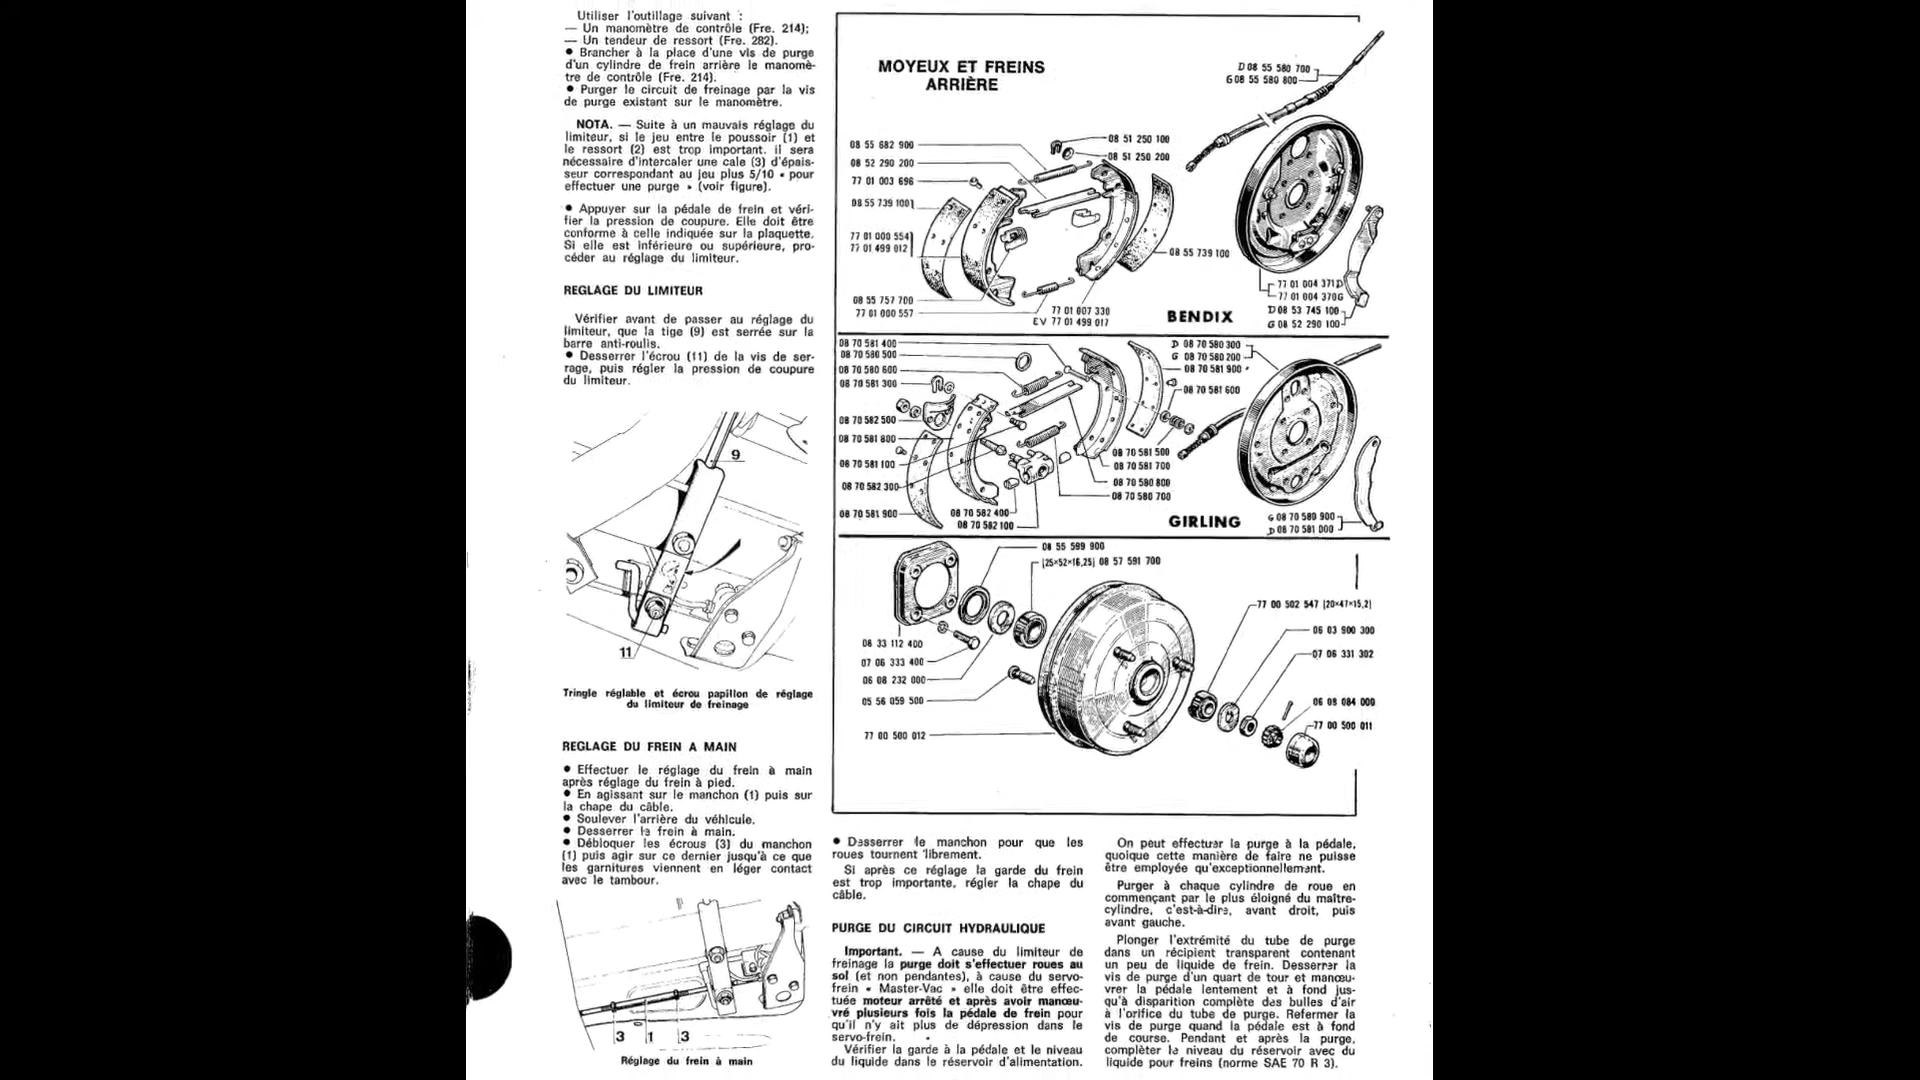 Utiliser l'outillage suivant :
— Un manomètre de contrôle (Fre. 214);
— Un tendeur de ressort (Fre. 282).
● Brancher à la place d'une vis de purge
d'un cylindre de frein arrière le manomè-
tre de contrôle (Fre. 214).
● Purger le circuit de freinage par la vis
de purge existant sur le manomètre.
NOTA. — Suite à un mauvais réglage du
limiteur, si le jeu entre le poussoir (1) et
le ressort (2) est trop important. il sera
nécessaire d'intercaler une cale (3) d'épais-
seur correspondant au jeu plus 5/10 « pour
effectuer une purge » (voir figure).
● Appuyer sur la pédale de frein et véri-
fier la pression de coupure. Elle doit être
conforme à celle indiquée sur la plaquette.
Si elle est inférieure ou supérieure, pro-
céder au réglage du limiteur.
REGLAGE DU LIMITEUR
Vérifier avant de passer au réglage du
limiteur, que la tige (9) est serrée sur la
barre anti-roulis.
● Desserrer l'écrou (11) de la vis de ser-
rage, puis régler la pression de coupure
du limiteur.
9
11
Tringle réglable et écrou papillon de réglage
du limiteur de freinage
REGLAGE DU FREIN A MAIN
● Effectuer le réglage du frein à main
après réglage du frein à pied.
● En agissant sur le manchon (1) puis sur
la chape du câble.
● Soulever l'arrière du véhicule.
● Desserrer le frein à main.
● Débloquer les écrous (3) du manchon
(1) puis agir sur ce dernier jusqu'à ce que
les garnitures viennent en léger contact
avec le tambour.
3 1 3
Réglage du frein à main
MOYEUX ET FREINS
ARRIÈRE
D 08 55 580 700
G 08 55 580 800
08 55 682 900
08 52 290 200
77 01 003 696
08 55 739 100
77 01 000 554
77 01 499 012
08 55 757 700
77 01 000 557
08 51 250 100
08 51 250 200
08 55 739 100
77 01 007 330
EV 77 01 499 017
BENDIX
77 01 004 371D
77 01 004 370G
D 08 53 745 100
G 08 52 290 100
08 70 581 400
08 70 580 500
08 70 580 600
08 70 581 300
08 70 582 500
08 70 581 800
08 70 581 100
08 70 582 300
08 70 581 900
08 70 582 400
08 70 582 100
D 08 70 580 300
G 08 70 580 200
08 70 581 900
08 70 581 600
08 70 581 500
08 70 581 700
08 70 580 800
08 70 580 700
GIRLING
G 08 70 580 900
D 08 70 581 000
08 55 599 900
(25×52×16,25) 08 57 591 700
08 33 112 400
07 06 333 400
06 08 232 000
05 56 059 500
77 00 500 012
77 00 502 547 (20×47×15,2)
06 03 900 300
07 06 331 302
06 08 084 000
77 00 500 011
● Desserrer le manchon pour que les
roues tournent librement.
Si après ce réglage la garde du frein
est trop importante, régler la chape du
câble.
PURGE DU CIRCUIT HYDRAULIQUE
Important. — A cause du limiteur de
freinage la purge doit s'effectuer roues au
sol (et non pendantes), à cause du servo-
frein « Master-Vac » elle doit être effec-
tuée moteur arrêté et après avoir manœu-
vré plusieurs fois la pédale de frein pour
qu'il n'y ait plus de dépression dans le
servo-frein.
Vérifier la garde à la pédale et le niveau
du liquide dans le réservoir d'alimentation.
On peut effectuer la purge à la pédale,
quoique cette manière de faire ne puisse
être employée qu'exceptionnellement.
Purger à chaque cylindre de roue en
commençant par le plus éloigné du maître-
cylindre, c'est-à-dire, avant droit, puis
avant gauche.
Plonger l'extrémité du tube de purge
dans un récipient transparent contenant
un peu de liquide de frein. Desserrer la
vis de purge d'un quart de tour et manœu-
vrer la pédale lentement et à fond jus-
qu'à disparition complète des bulles d'air
à l'orifice du tube de purge. Refermer la
vis de purge quand la pédale est à fond
de course. Pendant et après la purge,
complèter le niveau du réservoir avec du
liquide pour freins (norme SAE 70 R 3).